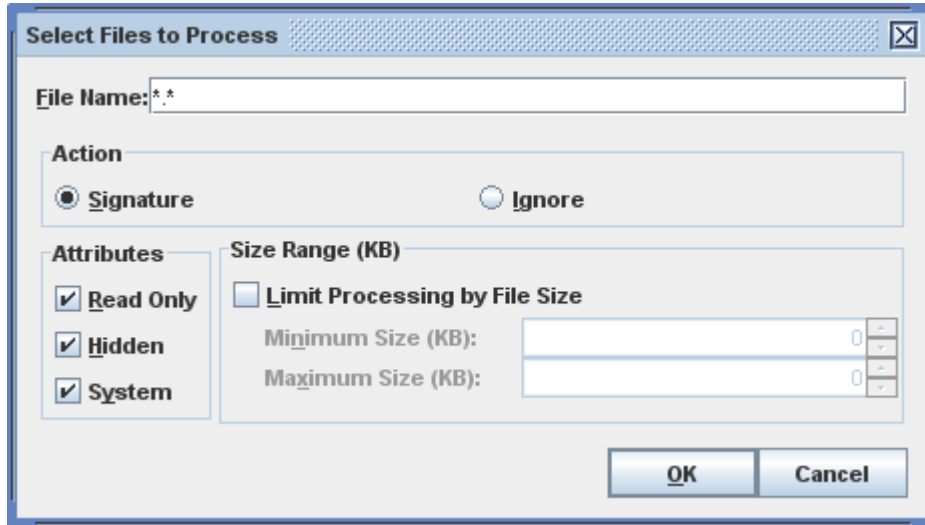 Select Files to Process
File Name: *.*
Action
Signature Ignore
Attributes
Read Only
Hidden
System
Size Range (KB)
Limit Processing by File Size
Minimum Size (KB): 0
Maximum Size (KB): 0
OK Cancel